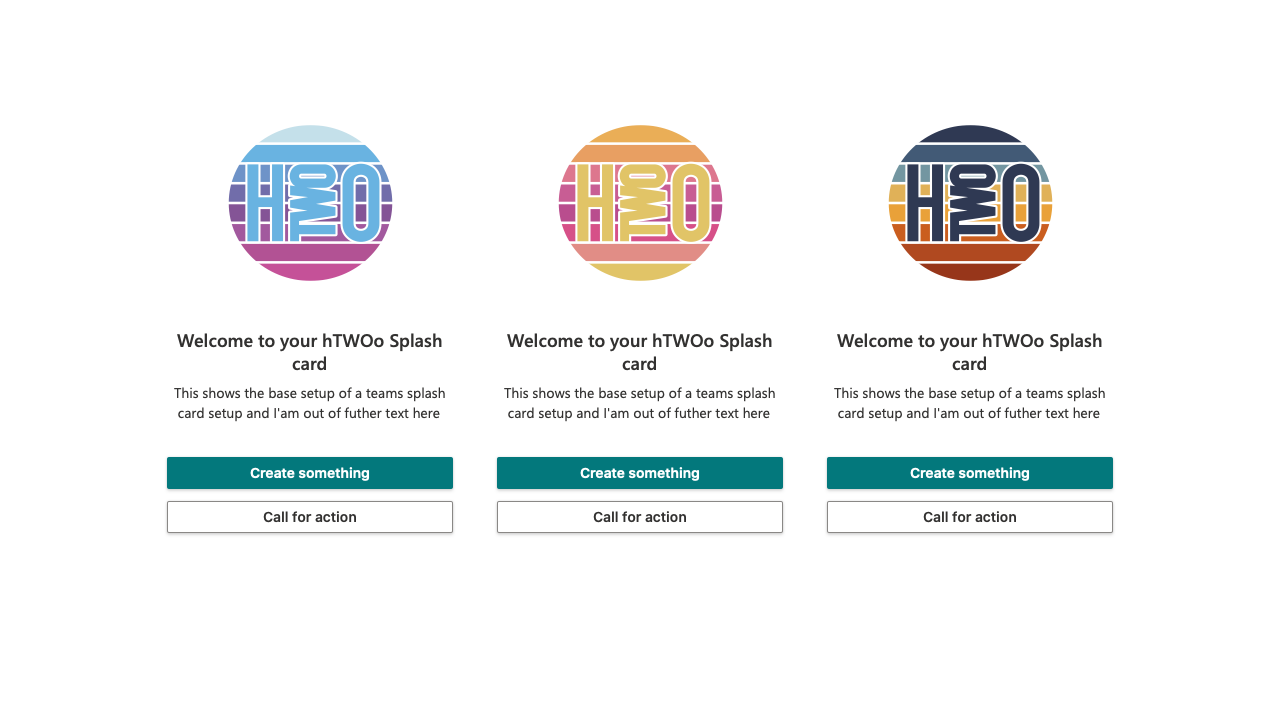 HTWO
HTWO
HTWO
Welcome to your hTWOo Splash
card
This shows the base setup of a teams splash
card setup and I'am out of futher text here
Create something
Call for action
Welcome to your hTWOo Splash
card
This shows the base setup of a teams splash
card setup and I'am out of futher text here
Create something
Call for action
Welcome to your hTWOo Splash
card
This shows the base setup of a teams splash
card setup and I'am out of futher text here
Create something
Call for action